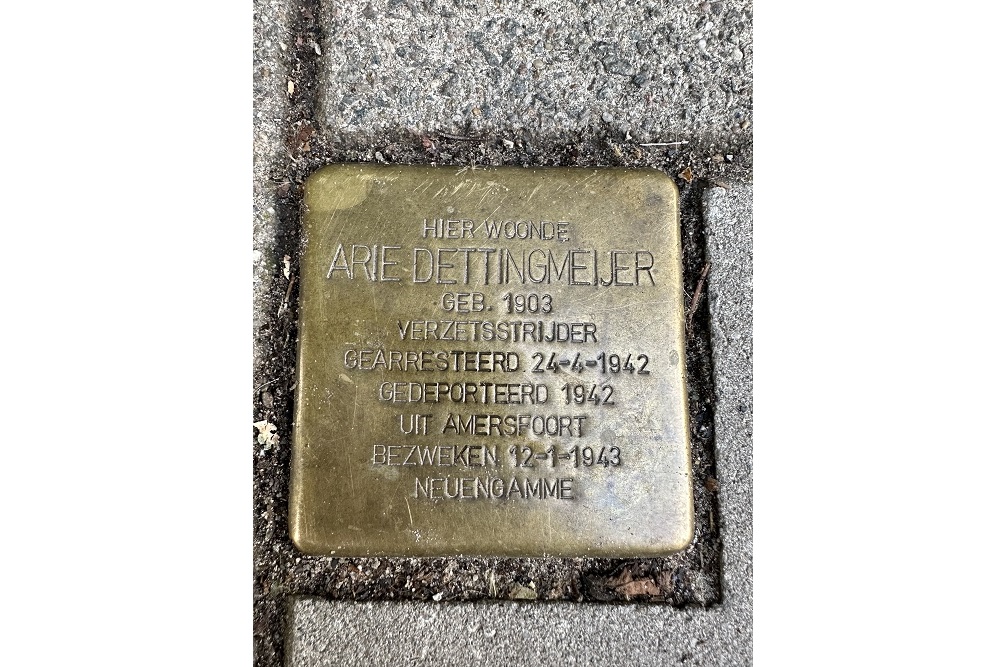 HIER WOONDE
ARIE DETTINGMEIJER
GEB. 1903
VERZETSSTRIJDER
GEARRESTEERD 24-4-1942
GEDEPORTEERD 1942
UIT AMERSFOORT
BEZWEKEN 12-1-1943
NEUENGAMME